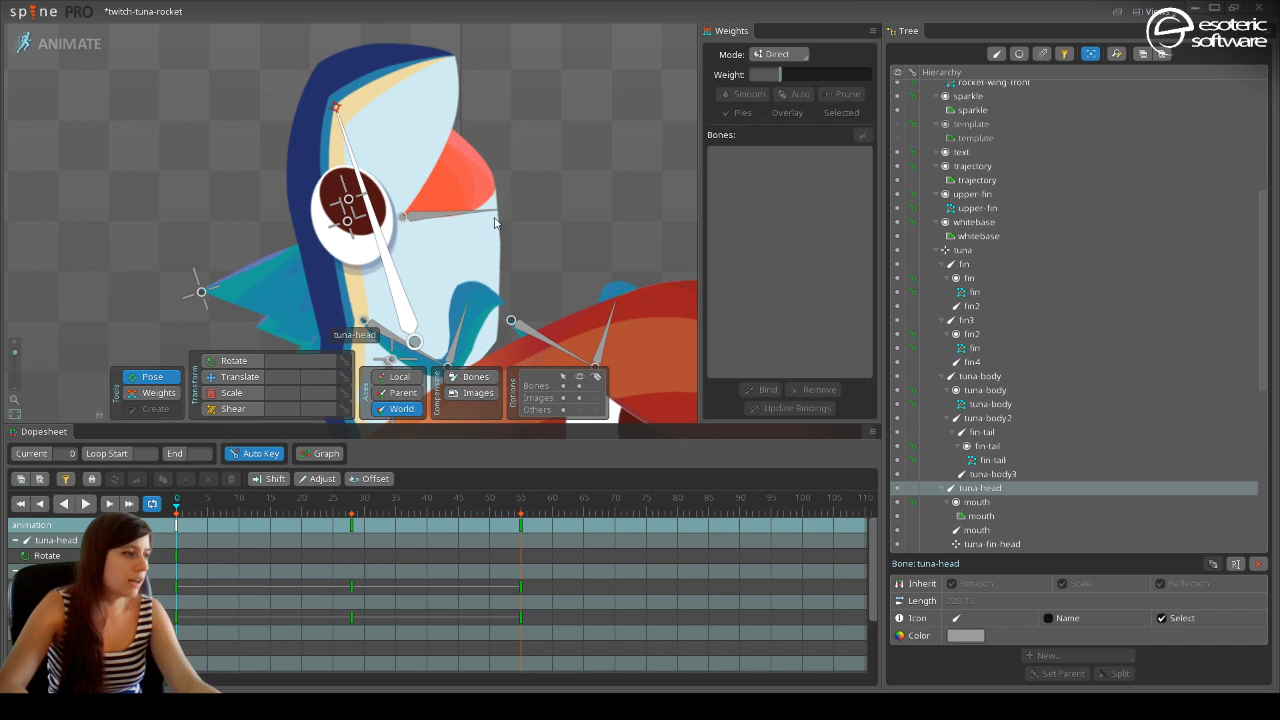 spine PRO *twitch-tuna-rocket
Views
esoteric software
ANIMATE
tuna-head
Tools
Pose
Weights
Create
Transform
Rotate
Translate
Scale
Shear
Axes
Local
Parent
World
Compensate
Bones
Images
Options
Bones
Images
Others
Weights
Mode: Direct
Weight:
Smooth Auto Prune
Pies Overlay Selected
Bones:
Bind Remove
Update Bindings
Tree
Hierarchy
rocket-wing-front
sparkle
sparkle
template
template
text
trajectory
trajectory
upper-fin
upper-fin
whitebase
whitebase
tuna
fin
fin
fin
fin2
fin3
fin2
fin
fin4
tuna-body
tuna-body
tuna-body
tuna-body2
fin-tail
fin-tail
fin-tail
tuna-body3
tuna-head
mouth
mouth
mouth
tuna-fin-head
Bone: tuna-head
Inherit Rotation Scale Reflection
Length 220.73
Icon Name Select
Color
New...
Set Parent Split
Dopesheet
Current 0 Loop Start End Auto Key Graph
Shift Adjust Offset
0 5 10 15 20 25 30 35 40 45 50 55 60 65 70 75 80 85 90 95 100 105 110
animation
tuna-head
Rotate